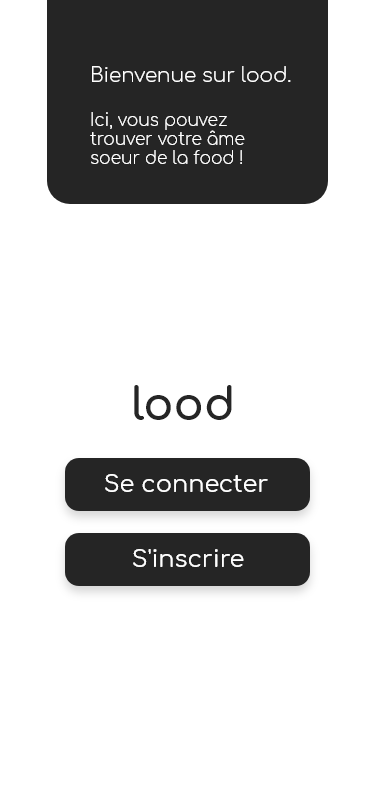 Bienvenue sur lood.
Ici, vous pouvez
trouver votre âme
soeur de la food !
lood
Se connecter
S'inscrire